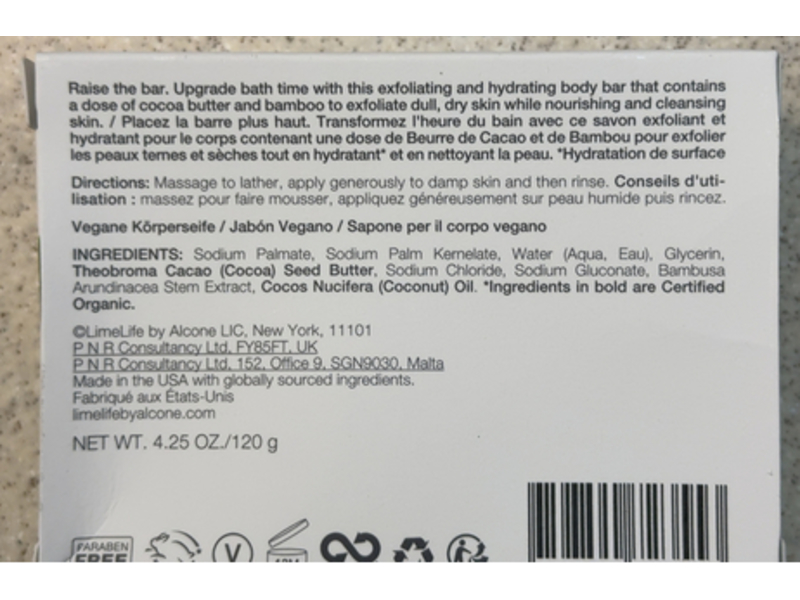 Raise the bar. Upgrade bath time with this exfoliating and hydrating body bar that contains
a dose of cocoa butter and bamboo to exfoliate dull, dry skin while nourishing and cleansing
skin. / Placez la barre plus haut. Transformez l'heure du bain avec ce savon exfoliant et
hydratant pour le corps contenant une dose de Beurre de Cacao et de Bambou pour exfolier
les peaux ternes et sèches tout en hydratant* et en nettoyant la peau. *Hydratation de surface
Directions: Massage to lather, apply generously to damp skin and then rinse. Conseils d'uti-
lisation : massez pour faire mousser, appliquez généreusement sur peau humide puis rincez.
Vegane Körperseife / Jabón Vegano / Sapone per il corpo vegano
INGREDIENTS: Sodium Palmate, Sodium Palm Kernelate, Water (Aqua, Eau), Glycerin,
Theobroma Cacao (Cocoa) Seed Butter, Sodium Chloride, Sodium Gluconate, Bambusa
Arundinacea Stem Extract, Cocos Nucifera (Coconut) Oil. *Ingredients in bold are Certified
Organic.
©LimeLife by Alcone LIC, New York, 11101
P N R Consultancy Ltd, FY85FT, UK
P N R Consultancy Ltd, 152, Office 9, SGN9030, Malta
Made in the USA with globally sourced ingredients.
Fabriqué aux États-Unis
limelifebyalcone.com
NET WT. 4.25 OZ./120 g
PARABEN
FREE
V
12M